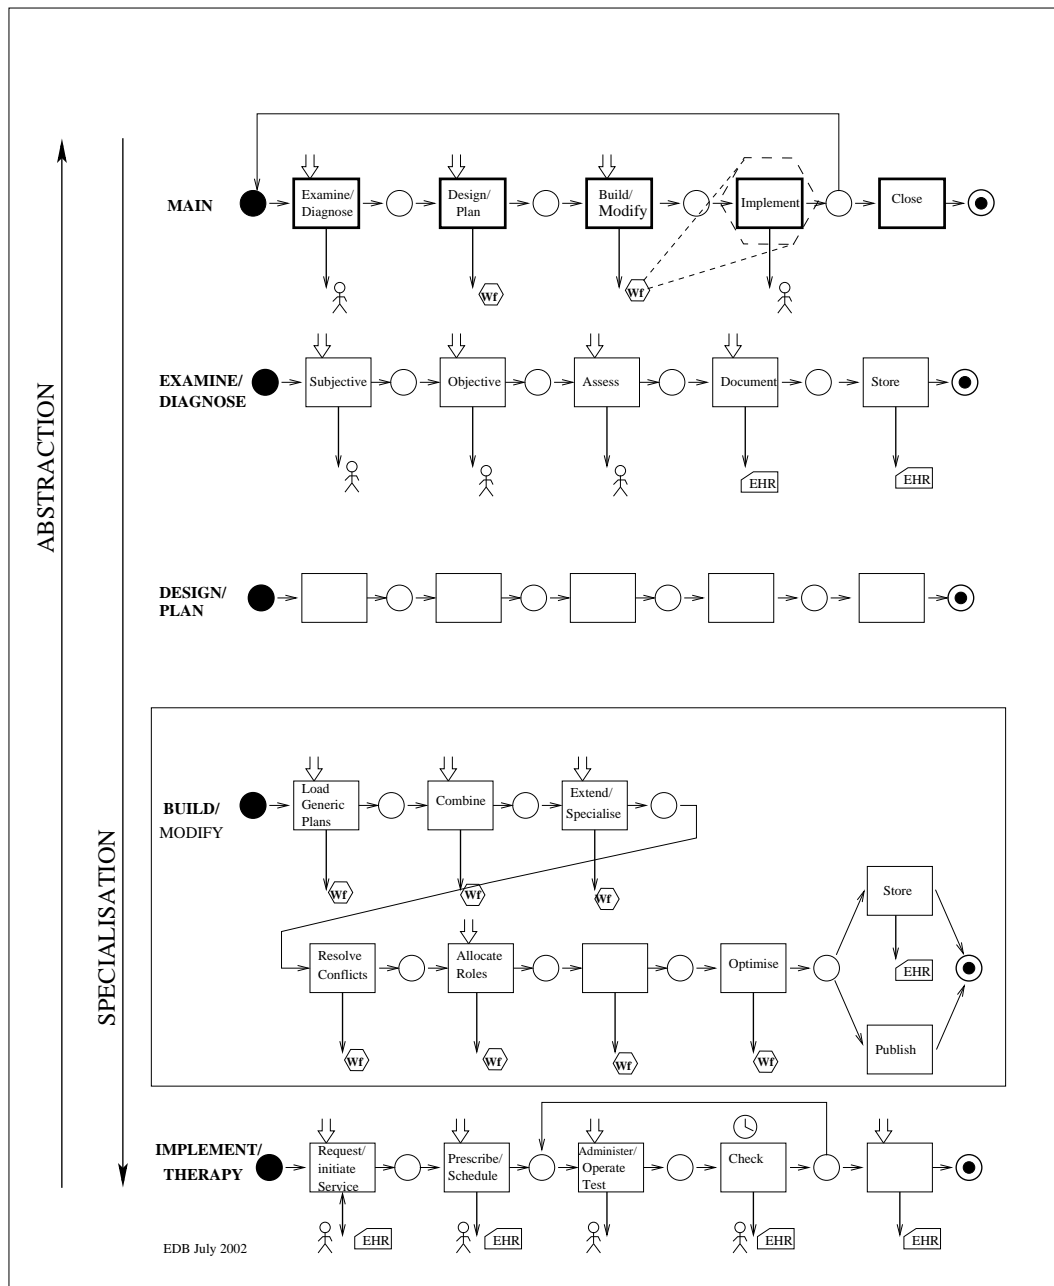 MAIN
Examine/
Diagnose
Design/
Plan
Build/
Modify
Implement
Close
Wf
Wf
EXAMINE/
DIAGNOSE
Subjective
Objective
Assess
Document
Store
EHR
EHR
ABSTRACTION
DESIGN/
PLAN
SPECIALISATION
BUILD/
MODIFY
Load
Generic
Plans
Combine
Extend/
Specialise
Wf
Wf
Wf
Store
EHR
Resolve
Conflicts
Allocate
Roles
Optimise
Publish
Wf
Wf
Wf
Wf
IMPLEMENT/
THERAPY
Request/
initiate
Service
Prescribe/
Schedule
Administer/
Operate
Test
Check
EHR
EHR
EHR
EHR
EDB July 2002